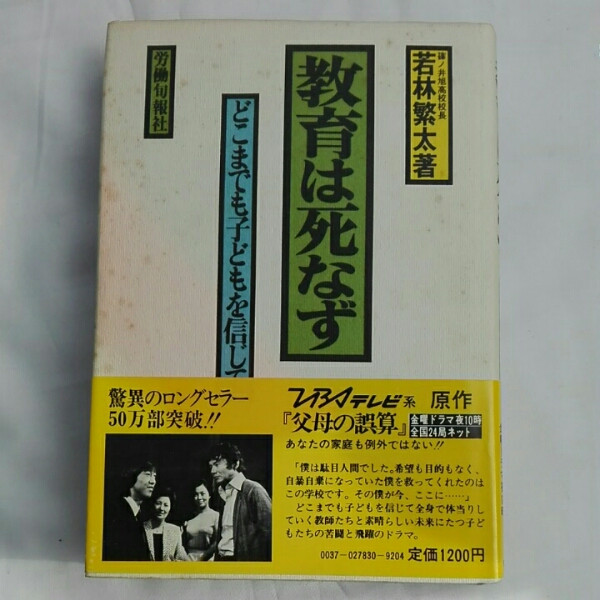 篠ノ井旭高校校長
若林繁太著
教育は死なず
どこまでも子どもを信じて
労働旬報社
驚異のロングセラー
50万部突破!!
TBSテレビ系 原作
『父母の誤算』
金曜ドラマ夜10時
全国24局ネット
あなたの家庭も例外ではない!!
「僕は駄目人間でした。希望も目的もなく、
自暴自棄になっていた僕を救ってくれたのは
この学校です。その僕が今、ここに……」
どこまでも子どもを信じて全身で体当りし
ていく教師たちと素晴らしい未来にたつ子ど
もたちの苦闘と飛躍のドラマ。
0037-027830-9204 定価1200円